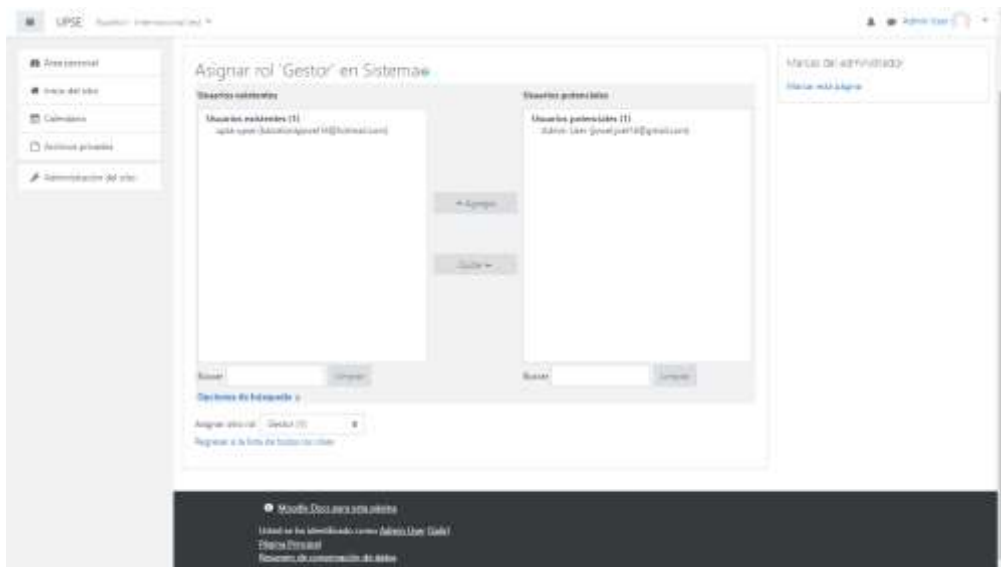 UPSE Español - Internacional (es)
Admin User
Área personal
Inicio del sitio
Calendario
Archivos privados
Administración del sitio
Asignar rol 'Gestor' en Sistema
Usuarios existentes
Usuarios potenciales
Usuarios existentes (1)
Usuarios potenciales (1)
Admin User
Agregar
Quitar
Buscar
Limpiar
Buscar
Limpiar
Opciones de búsqueda
Asignar otro rol Gestor (1)
Regresar a la lista de todos los roles
Marcas del administrador
Marcar esta página
Moodle Docs para esta página
Usted se ha identificado como Admin User (Salir)
Página Principal
Resumen de conservación de datos